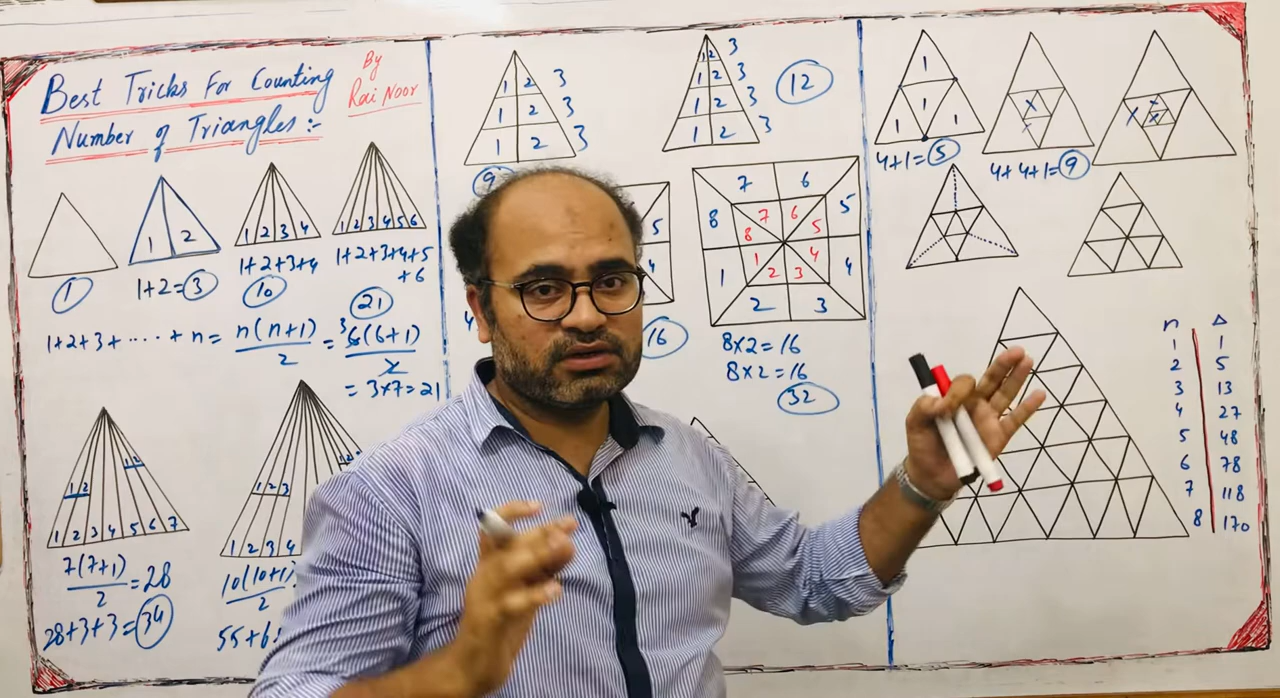 Best Tricks For Counting
Number of Triangles:-
By
Rai Noor
1
1 2
1+2=3
1 2 3 4
1+2+3+4
10
1 2 3 4 5 6
1+2+3+4+5
+6
21
1+2+3+....+n= n(n+1)/2 = 3 6(6+1)/2
= 3×7=21
1 2
1 2
1 2 3 4 5 6 7
7(7+1)/2 =28
28+3+3=34
1 2 3
1 2
1 2 3 4
10(10+1)/2
55+6
1 2 3
1 2 3
1 2 3
9
1 2 3
1 2 3
1 2 3
1 2 3
12
5
4
4
16
7 6
8 5
7 6
8 5
1 4
2 3
1 4
2 3
8×2=16
8×2=16
32
1
1
1 1
4+1=5
x
x
4+4+1=9
x
x x
n Δ
1 1
2 5
3 13
4 27
5 48
6 78
7 118
8 170